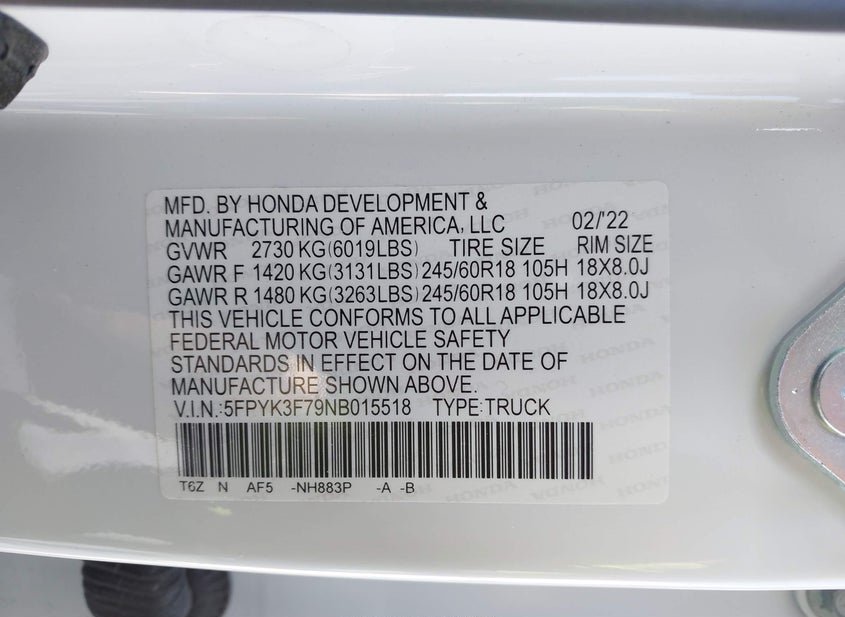 MFD. BY HONDA DEVELOPMENT &
MANUFACTURING OF AMERICA, LLC 02/'22
GVWR 2730 KG(6019LBS) TIRE SIZE RIM SIZE
GAWR F 1420 KG(3131LBS) 245/60R18 105H 18X8.0J
GAWR R 1480 KG(3263LBS) 245/60R18 105H 18X8.0J
THIS VEHICLE CONFORMS TO ALL APPLICABLE
FEDERAL MOTOR VEHICLE SAFETY
STANDARDS IN EFFECT ON THE DATE OF
MANUFACTURE SHOWN ABOVE.
V.I.N.:5FPYK3F79NB015518 TYPE:TRUCK
T6Z N AF5 -NH883P -A -B